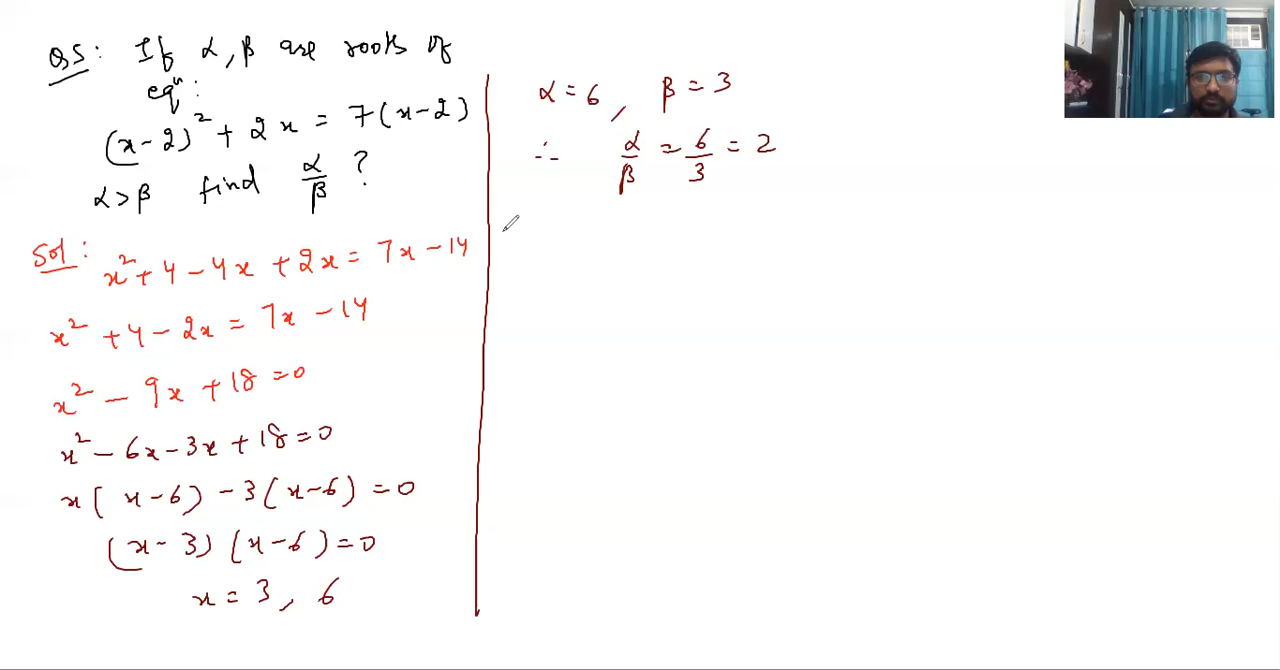 Q5: If α, β are roots of
eqⁿ:
(x-2)² + 2x = 7(x-2)
α>β find α/β ?
Sol:
x² + 4 - 4x + 2x = 7x - 14
x² + 4 - 2x = 7x - 14
x² - 9x + 18 = 0
x² - 6x - 3x + 18 = 0
x(x-6) - 3(x-6) = 0
(x-3)(x-6) = 0
x = 3, 6
α = 6, β = 3
∴ α/β = 6/3 = 2